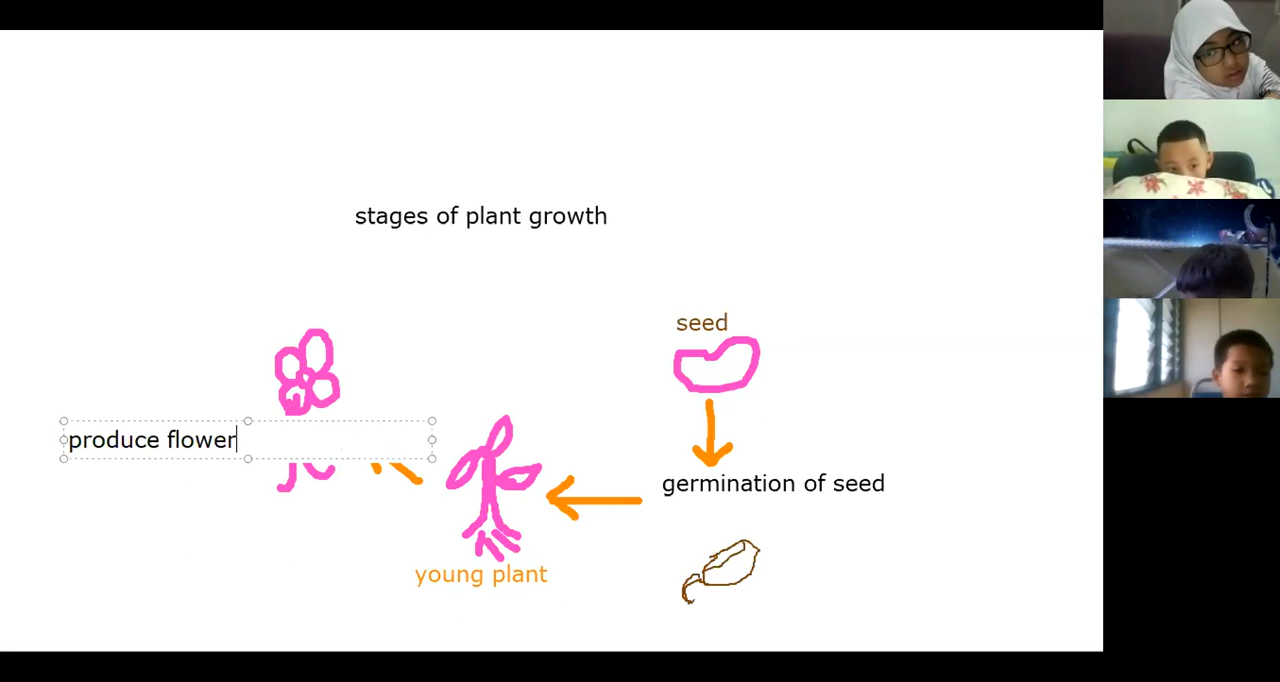 stages of plant growth
seed
produce flower
germination of seed
young plant